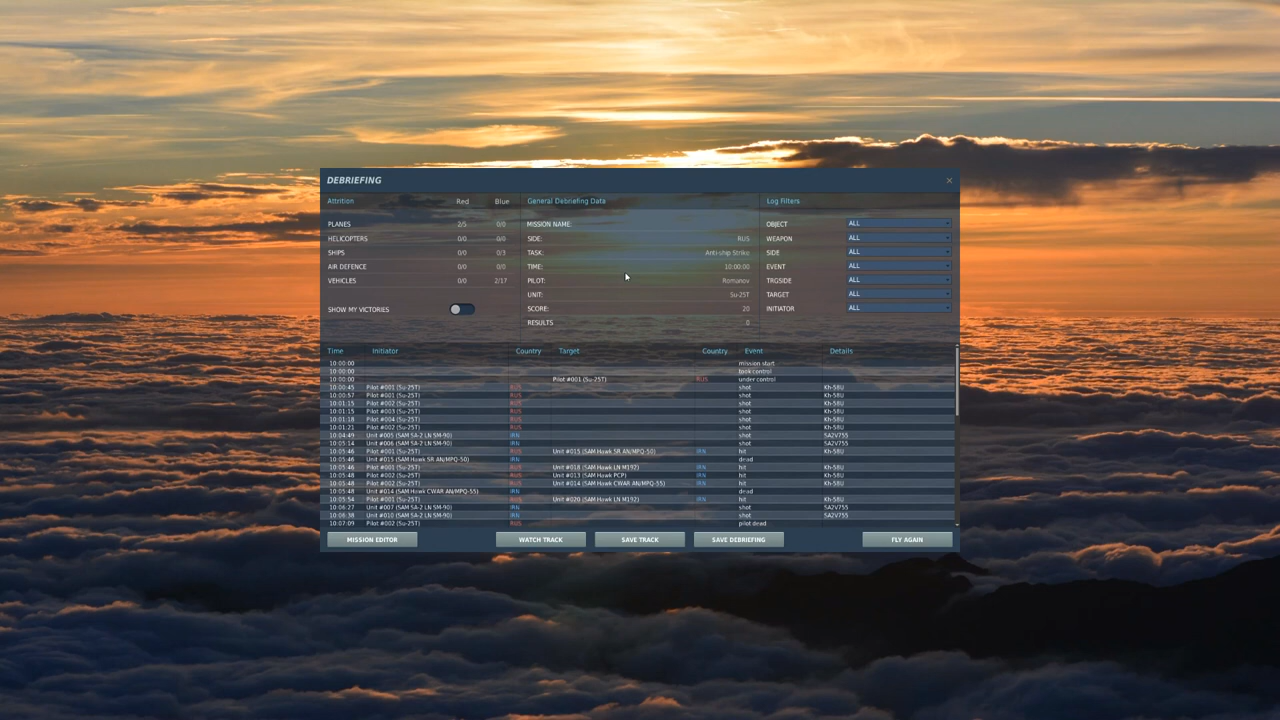 DEBRIEFING ×
Attrition Red Blue General Debriefing Data Log Filters
PLANES 2/5 0/0 MISSION NAME: OBJECT ALL
HELICOPTERS 0/0 0/0 SIDE: RUS WEAPON ALL
SHIPS 0/0 0/3 TASK: Anti-ship Strike SIDE ALL
AIR DEFENCE 0/0 0/0 TIME: 10:00:00 EVENT ALL
VEHICLES 0/0 2/17 PILOT: Romanov TRGSIDE ALL
UNIT: Su-25T TARGET ALL
SHOW MY VICTORIES SCORE: 20 INITIATOR ALL
RESULTS 0
Time Initiator Country Target Country Event Details
10:00:00 mission start
10:00:00 took control
10:00:00 Pilot #001 (Su-25T) RUS under control
10:00:45 Pilot #001 (Su-25T) RUS shot Kh-58U
10:00:57 Pilot #001 (Su-25T) RUS shot Kh-58U
10:01:15 Pilot #002 (Su-25T) RUS shot Kh-58U
10:01:15 Pilot #003 (Su-25T) RUS shot Kh-58U
10:01:18 Pilot #004 (Su-25T) RUS shot Kh-58U
10:01:21 Pilot #002 (Su-25T) RUS shot Kh-58U
10:04:49 Unit #005 (SAM SA-2 LN SM-90) IRN shot SA2V755
10:05:14 Unit #006 (SAM SA-2 LN SM-90) IRN shot SA2V755
10:05:46 Pilot #001 (Su-25T) RUS Unit #015 (SAM Hawk SR AN/MPQ-50) IRN hit Kh-58U
10:05:46 Unit #015 (SAM Hawk SR AN/MPQ-50) IRN dead
10:05:46 Pilot #001 (Su-25T) RUS Unit #018 (SAM Hawk LN M192) IRN hit Kh-58U
10:05:48 Pilot #002 (Su-25T) RUS Unit #013 (SAM Hawk PCP) IRN hit Kh-58U
10:05:48 Pilot #002 (Su-25T) RUS Unit #014 (SAM Hawk CWAR AN/MPQ-55) IRN hit Kh-58U
10:05:48 Unit #014 (SAM Hawk CWAR AN/MPQ-55) IRN dead
10:05:54 Pilot #001 (Su-25T) RUS Unit #020 (SAM Hawk LN M192) IRN hit Kh-58U
10:06:27 Unit #007 (SAM SA-2 LN SM-90) IRN shot SA2V755
10:06:38 Unit #010 (SAM SA-2 LN SM-90) IRN shot SA2V755
10:07:09 Pilot #002 (Su-25T) RUS pilot dead
MISSION EDITOR WATCH TRACK SAVE TRACK SAVE DEBRIEFING FLY AGAIN